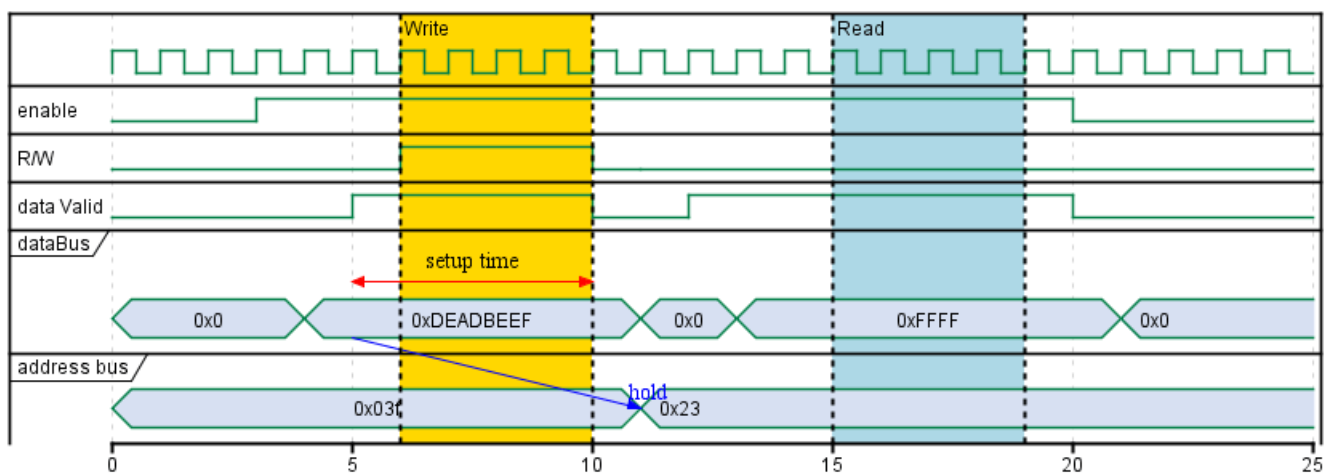 Write
Read
enable
R/W
data Valid
dataBus
setup time
0x0
0xDEADBEEF
0x0
0xFFFF
0x0
address bus
hold
0x03f
0x23
0
5
10
15
20
25